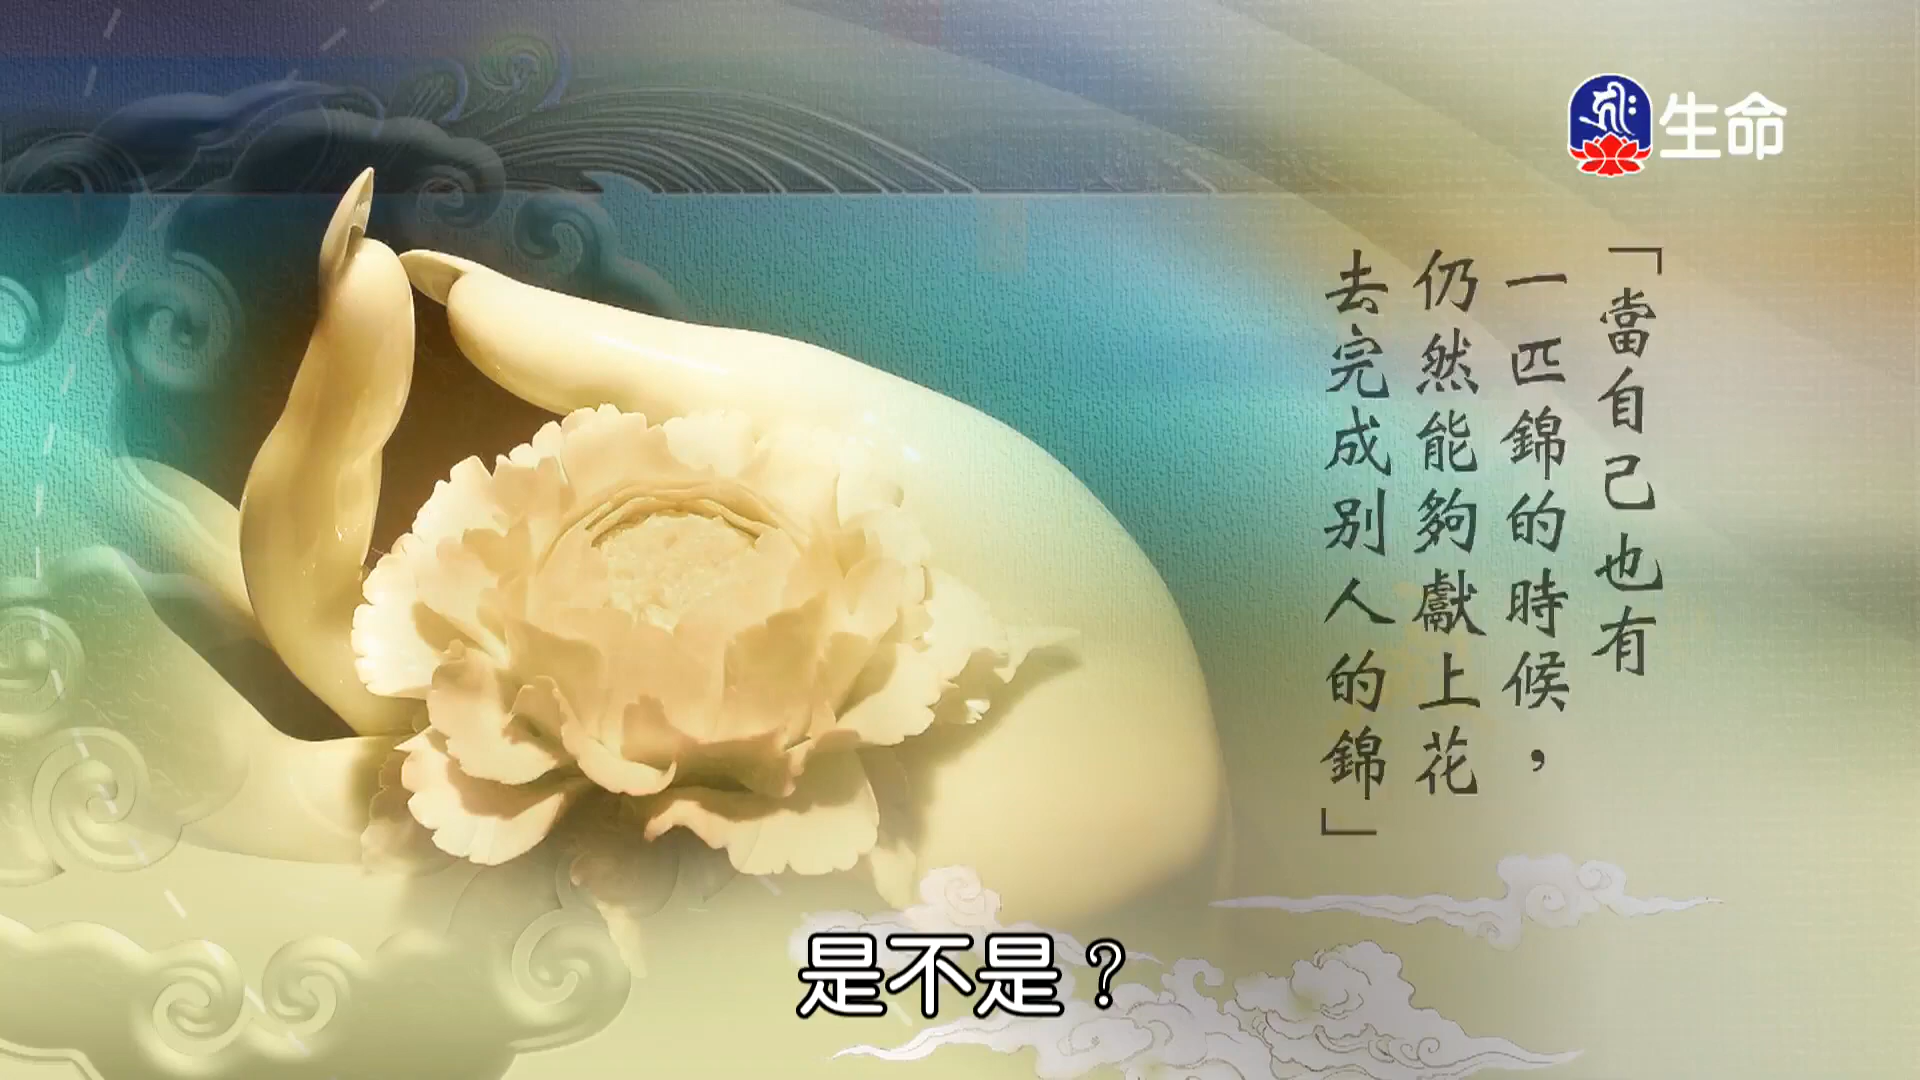 生命
「當自己也有
一匹錦的時候，
仍然能夠獻上花
去完成別人的錦」
是不是？